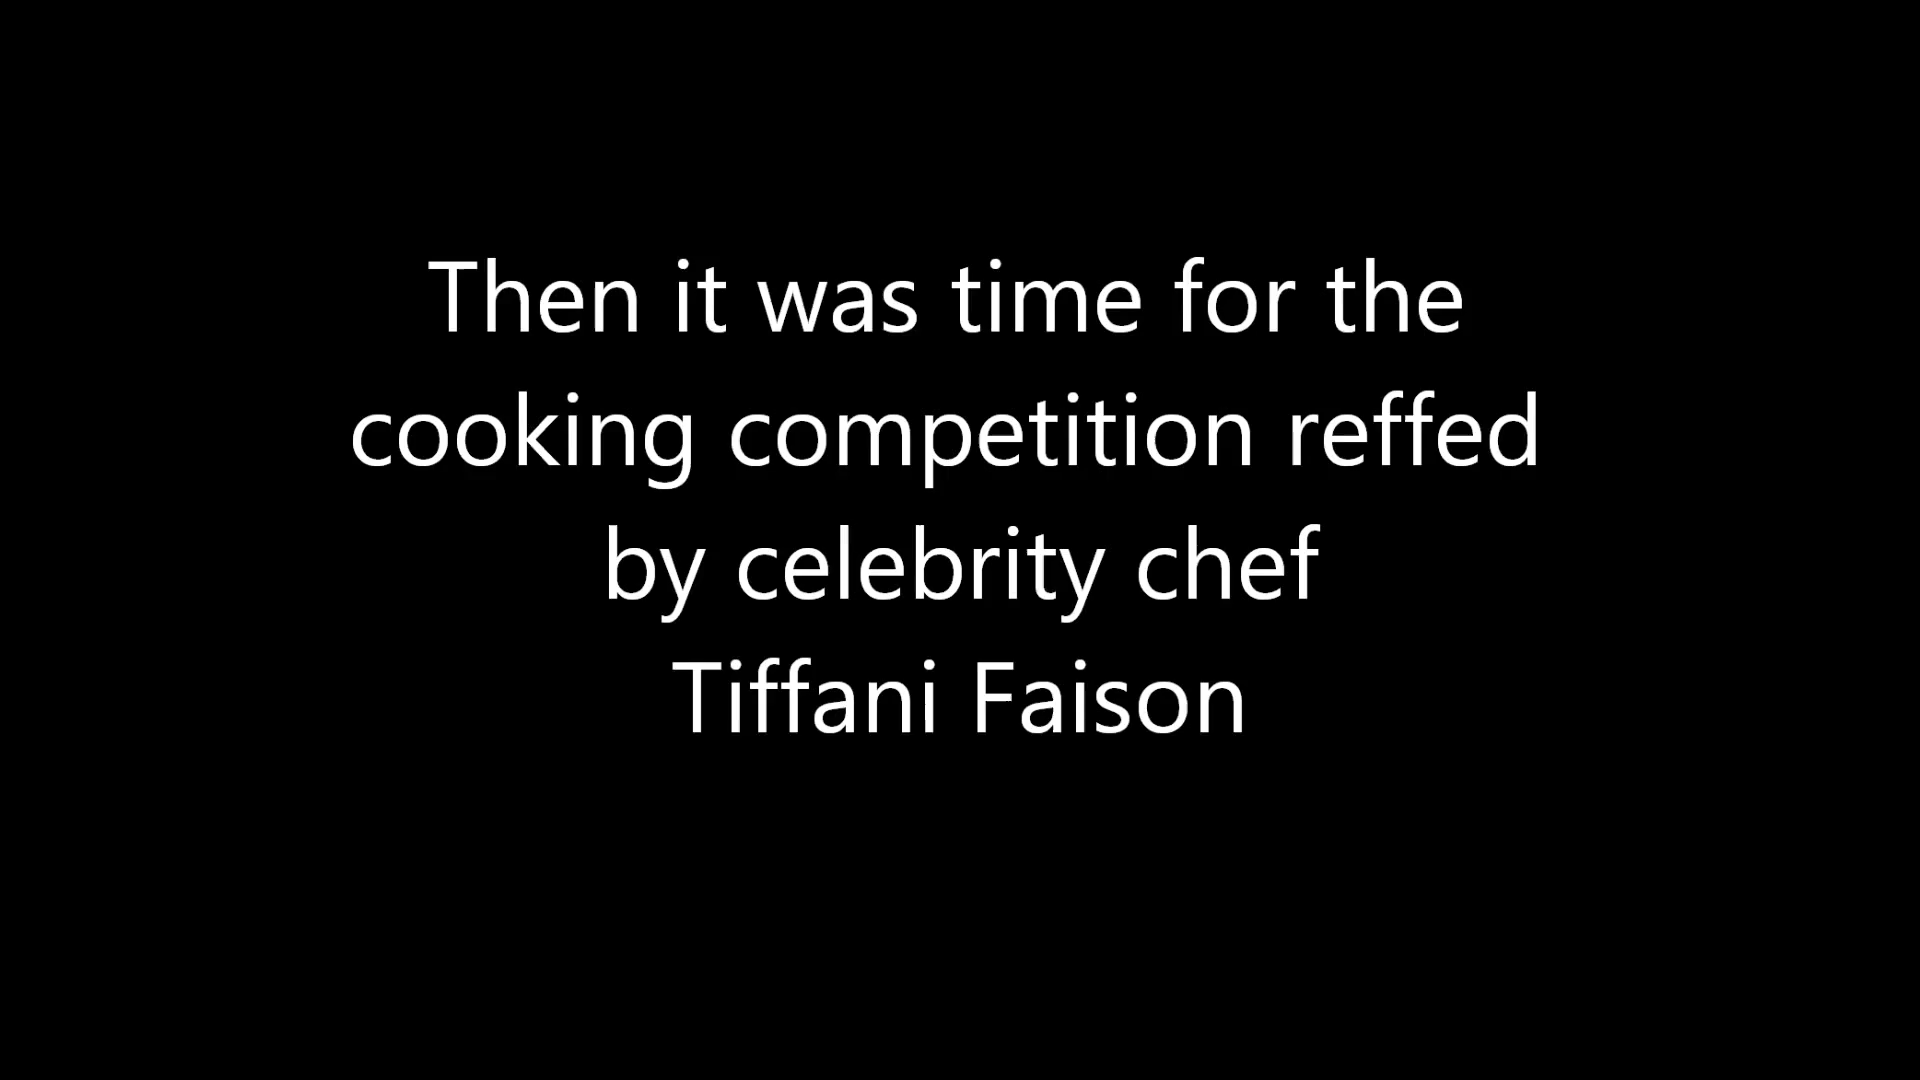 Then it was time for the
cooking competition reffed
by celebrity chef
Tiffani Faison